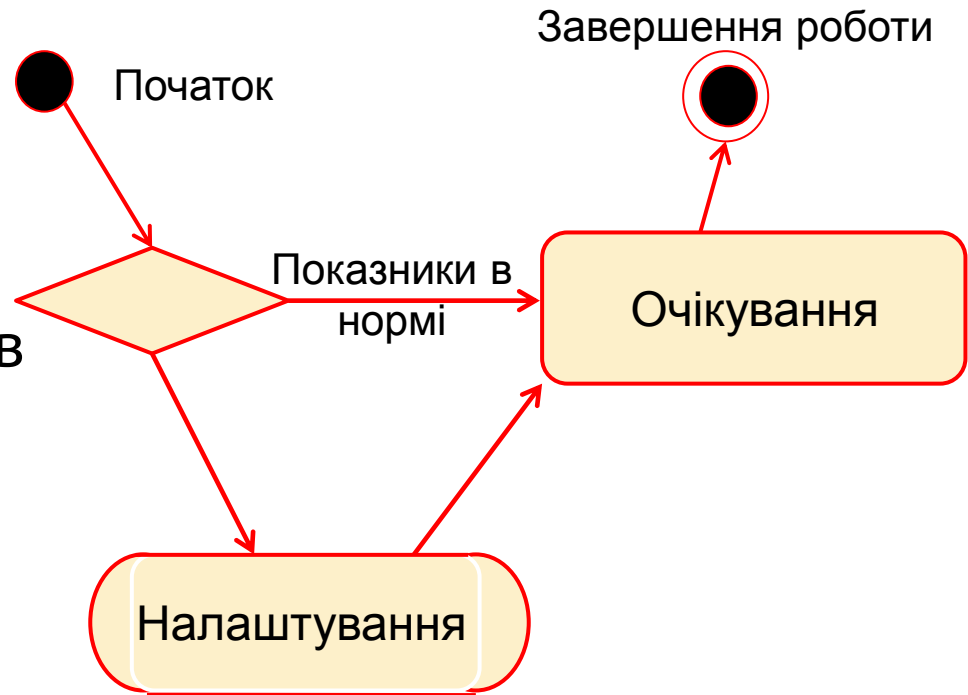 Завершення роботи
Початок
Показники в
нормі
Очікування
в
Налаштування